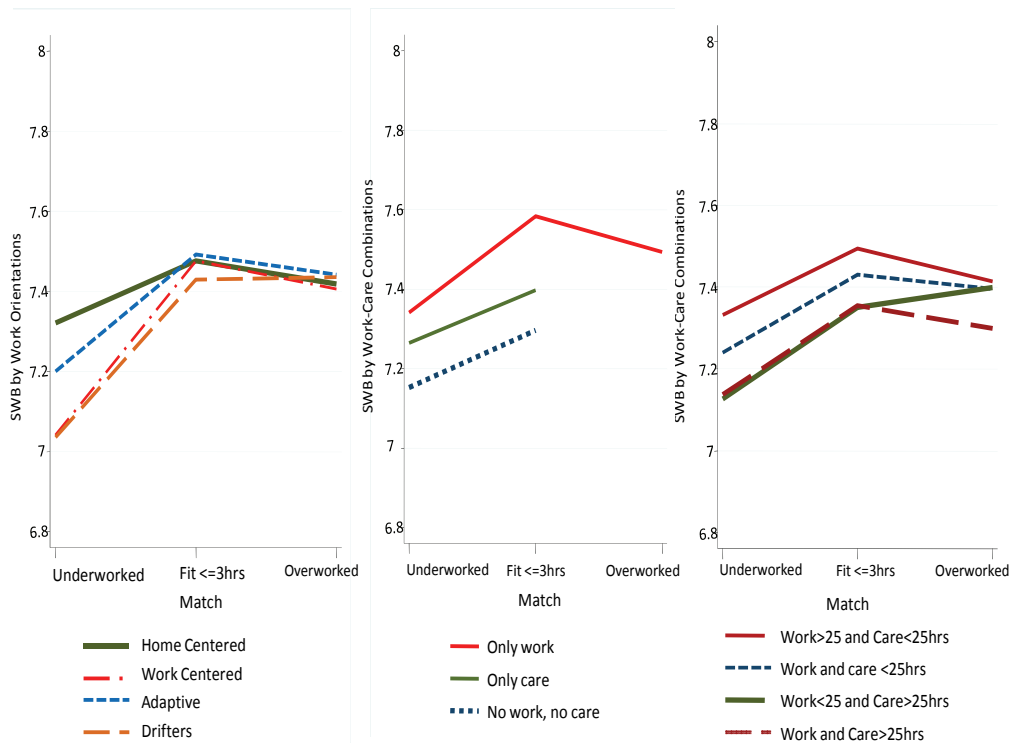 SWB by Work Orientations
8
7.8
7.6
7.4
7.2
7
6.8
Underworked
Fit <=3hrs
Overworked
Match
Home Centered
Work Centered
Adaptive
Drifters
SWB by Work-Care Combinations
8
7.8
7.6
7.4
7.2
7
6.8
Underworked
Fit <=3hrs
Overworked
Match
Only work
Only care
No work, no care
SWB by Work-Care Combinations
8
7.8
7.6
7.4
7.2
7
6.8
Underworked
Fit <=3hrs
Overworked
Match
Work>25 and Care<25hrs
Work and care <25hrs
Work<25 and Care>25hrs
Work and Care>25hrs